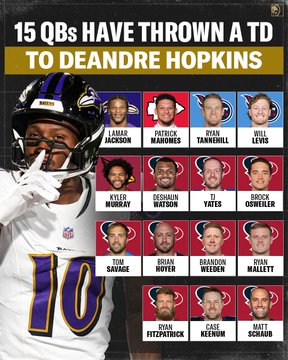 15 QBs HAVE THROWN A TD
TO DEANDRE HOPKINS
LAMAR
JACKSON
PATRICK
MAHOMES
RYAN
TANNEHILL
WILL
LEVIS
KYLER
MURRAY
DESHAUN
WATSON
TJ
YATES
BROCK
OSWEILER
TOM
SAVAGE
BRIAN
HOYER
BRANDON
WEEDEN
RYAN
MALLETT
RYAN
FITZPATRICK
CASE
KEENUM
MATT
SCHAUB
10